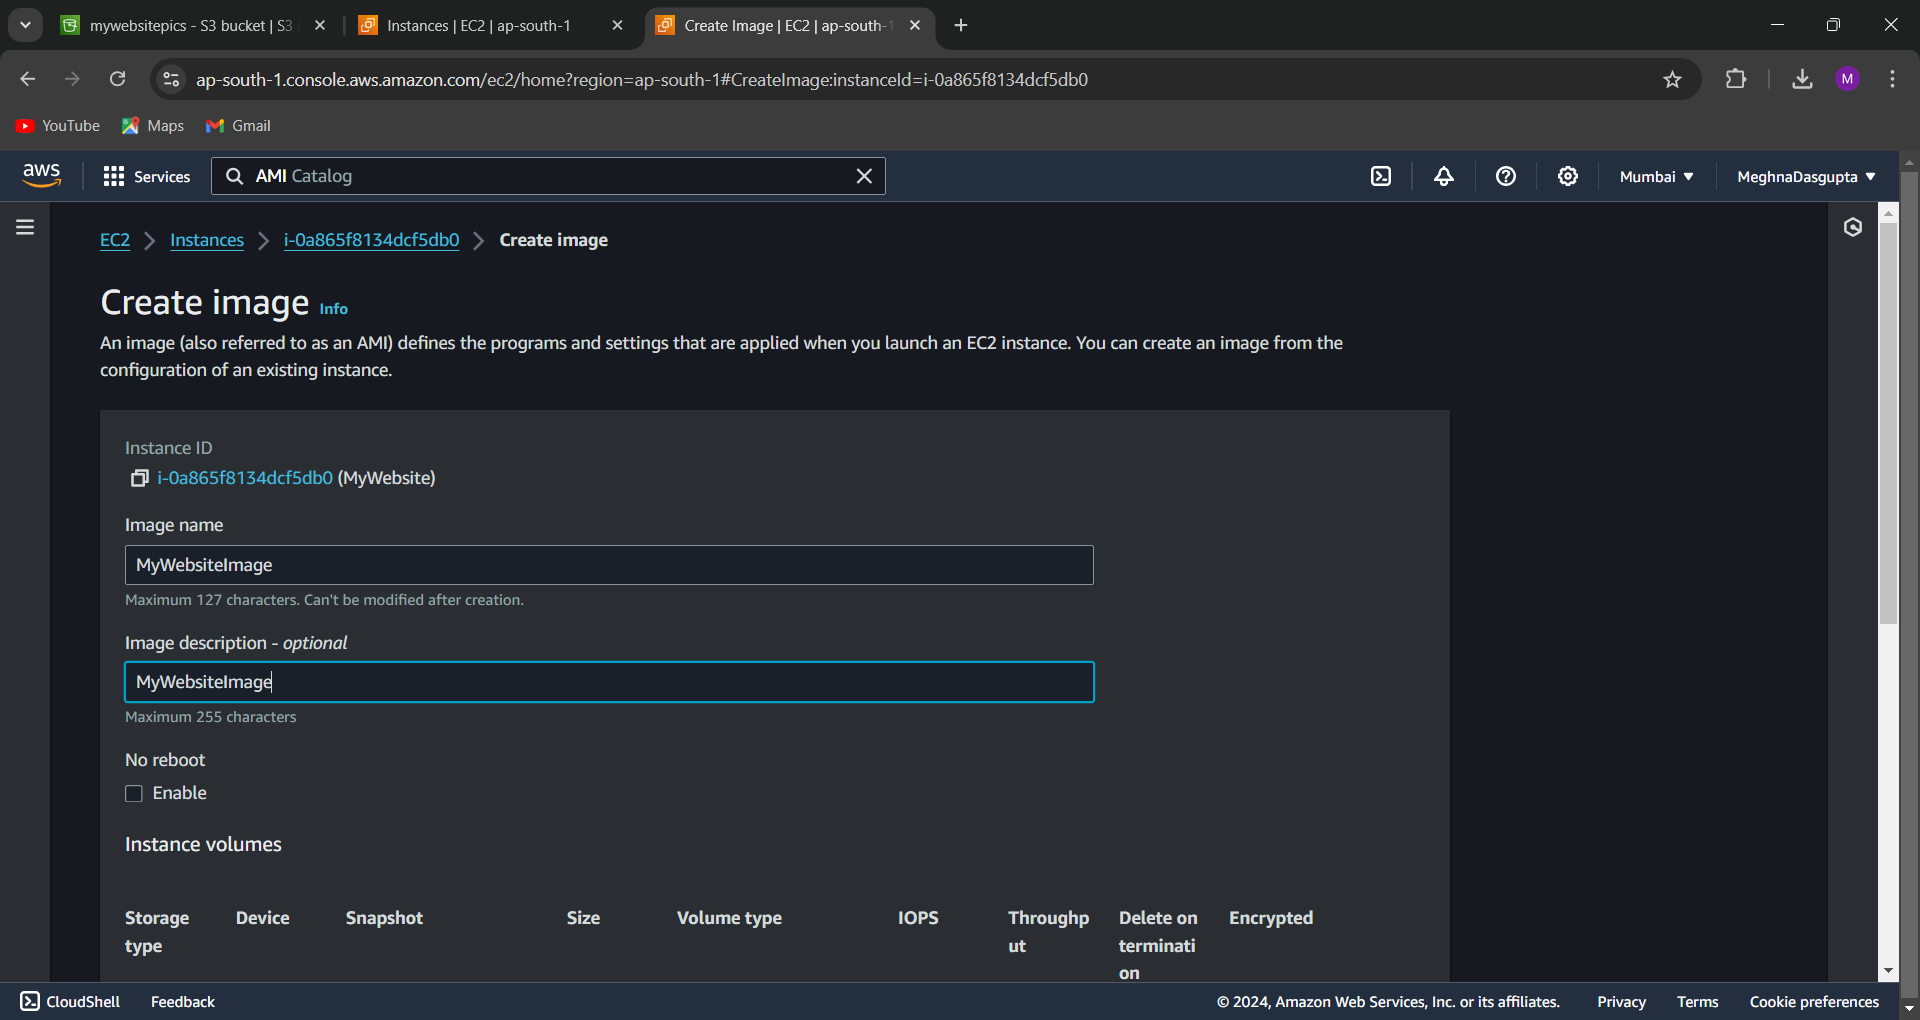 mywebsitepics - S3 bucket | S3
Instances | EC2 | ap-south-1
Create Image | EC2 | ap-south-1
ap-south-1.console.aws.amazon.com/ec2/home?region=ap-south-1#CreateImage:instanceId=i-0a865f8134dcf5db0
M
YouTube
Maps
Gmail
aws
Services
AMI Catalog
Mumbai
MeghnaDasgupta
EC2
Instances
i-0a865f8134dcf5db0
Create image
Create image Info
An image (also referred to as an AMI) defines the programs and settings that are applied when you launch an EC2 instance. You can create an image from the
configuration of an existing instance.
Instance ID
i-0a865f8134dcf5db0 (MyWebsite)
Image name
MyWebsiteImage
Maximum 127 characters. Can't be modified after creation.
Image description - optional
MyWebsiteImage
Maximum 255 characters
No reboot
Enable
Instance volumes
Storage type
Device
Snapshot
Size
Volume type
IOPS
Throughp
ut
Delete on
terminati
on
Encrypted
CloudShell
Feedback
© 2024, Amazon Web Services, Inc. or its affiliates.
Privacy
Terms
Cookie preferences